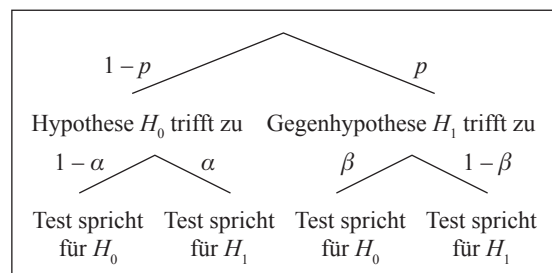 1 – p p
Hypothese H₀ trifft zu Gegenhypothese H₁ trifft zu
1 – α α β 1 – β
Test spricht Test spricht Test spricht Test spricht
für H₀ für H₁ für H₀ für H₁